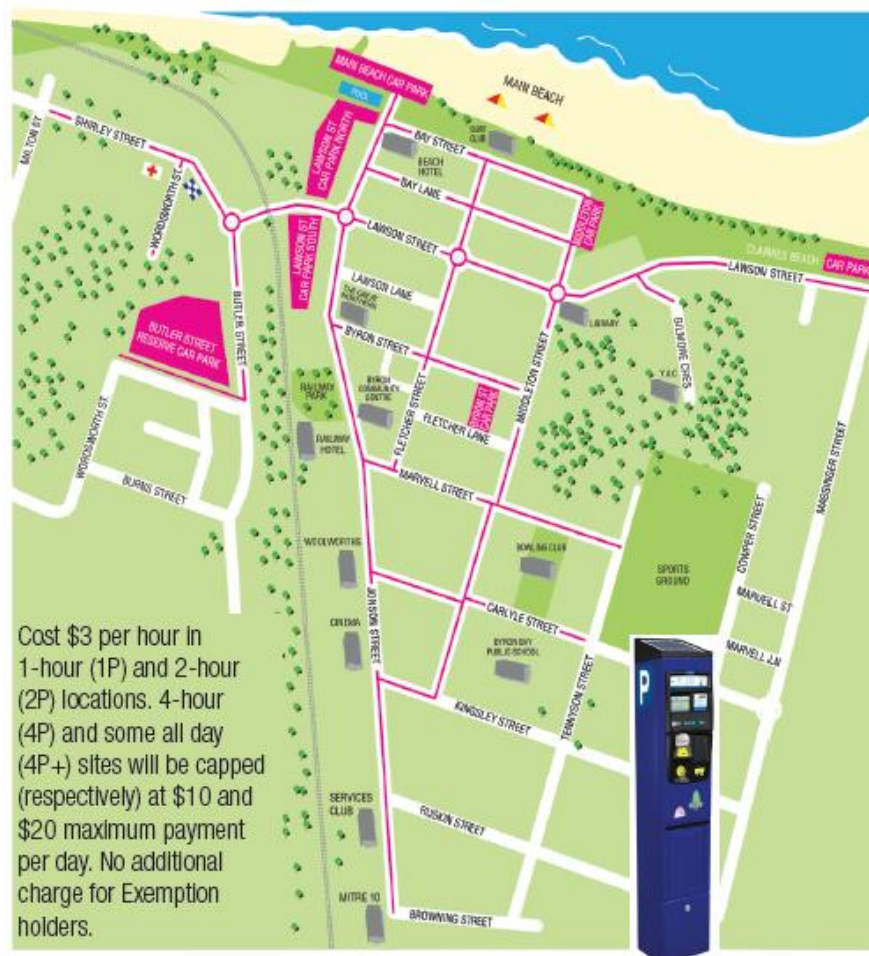 MAIN BEACH CAR PARK
MAIN BEACH
POOL
MILTON ST
SHIRLEY STREET
LAWSON ST
CAR PARK NORTH
BAY STREET
SURF
CLUB
BEACH
HOTEL
WORDSWORTH ST
BAY LANE
MIDDLETON
CAR PARK
LAWSON ST
CAR PARK SOUTH
LAWSON STREET
CLARKES BEACH
CAR PARK
LAWSON STREET
LAWSON LANE
THE GREAT
NORTHERN
BUTLER STREET
BUTLER STREET
RESERVE CAR PARK
BYRON STREET
LIBRARY
GILMORE CRES
Y.A.C
MIDDLETON STREET
RAILWAY
PARK
BYRON
COMMUNITY
CENTRE
FLETCHER STREET
BYRON ST
CAR PARK
FLETCHER LANE
MASSINGER STREET
WORDSWORTH ST
RAILWAY
HOTEL
BURNS STREET
MARVELL STREET
COWPER STREET
WOOLWORTHS
BOWLING CLUB
SPORTS
GROUND
JONSON STREET
CARLYLE STREET
MARVELL ST
CINEMA
BYRON BAY
PUBLIC SCHOOL
MARVELL LN
TENNYSON STREET
KINGSLEY STREET
P
Cost $3 per hour in
1-hour (1P) and 2-hour
(2P) locations. 4-hour
(4P) and some all day
(4P+) sites will be capped
(respectively) at $10 and
$20 maximum payment
per day. No additional
charge for Exemption
holders.
SERVICES
CLUB
RUSKIN STREET
MITRE 10
BROWNING STREET